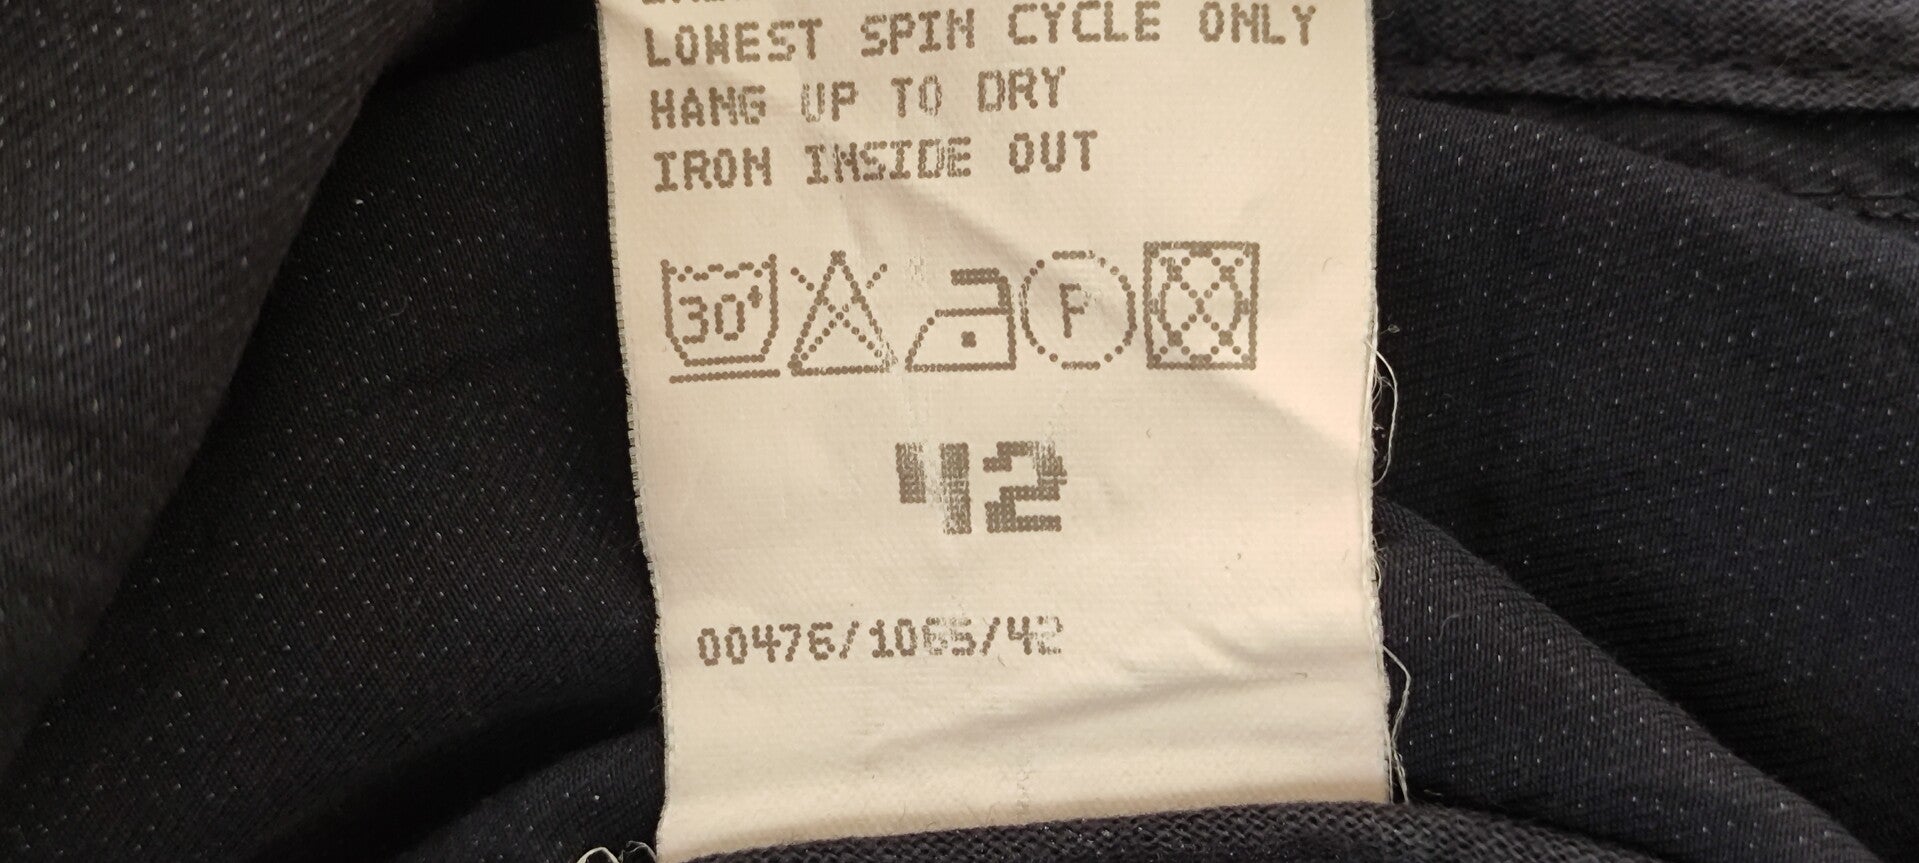 LOWEST SPIN CYCLE ONLY
HANG UP TO DRY
IRON INSIDE OUT
30° P
42
00476/1065/42